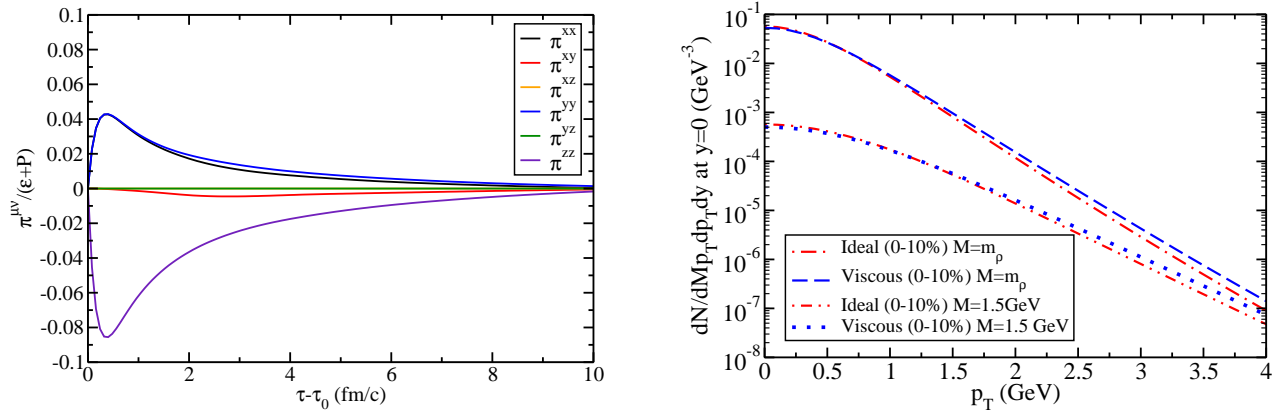 0.1
0.08
0.06
0.04
0.02
0
-0.02
-0.04
-0.06
-0.08
-0.1
π^μν/(ε+P)
π^xx
π^xy
π^xz
π^yy
π^yz
π^zz
0 2 4 6 8 10
τ-τ_0 (fm/c)
10^-1
10^-2
10^-3
10^-4
10^-5
10^-6
10^-7
10^-8
dN/dMp_Tdp_Tdy at y=0 (GeV^-3)
Ideal (0-10%) M=m_ρ
Viscous (0-10%) M=m_ρ
Ideal (0-10%) M=1.5GeV
Viscous (0-10%) M=1.5 GeV
0 0.5 1 1.5 2 2.5 3 3.5 4
p_T (GeV)